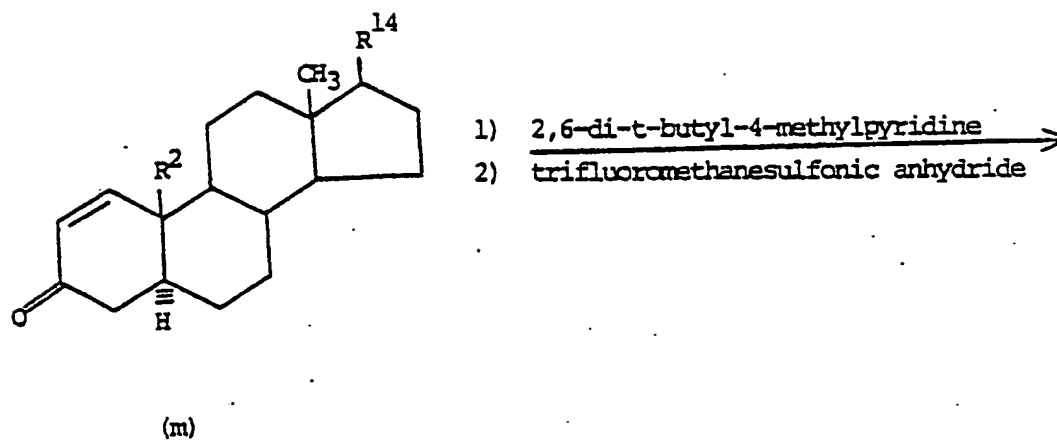 R14
CH3
1) 2,6-di-t-butyl-4-methylpyridine
R2
2) trifluoromethanesulfonic anhydride
O
H
(m)